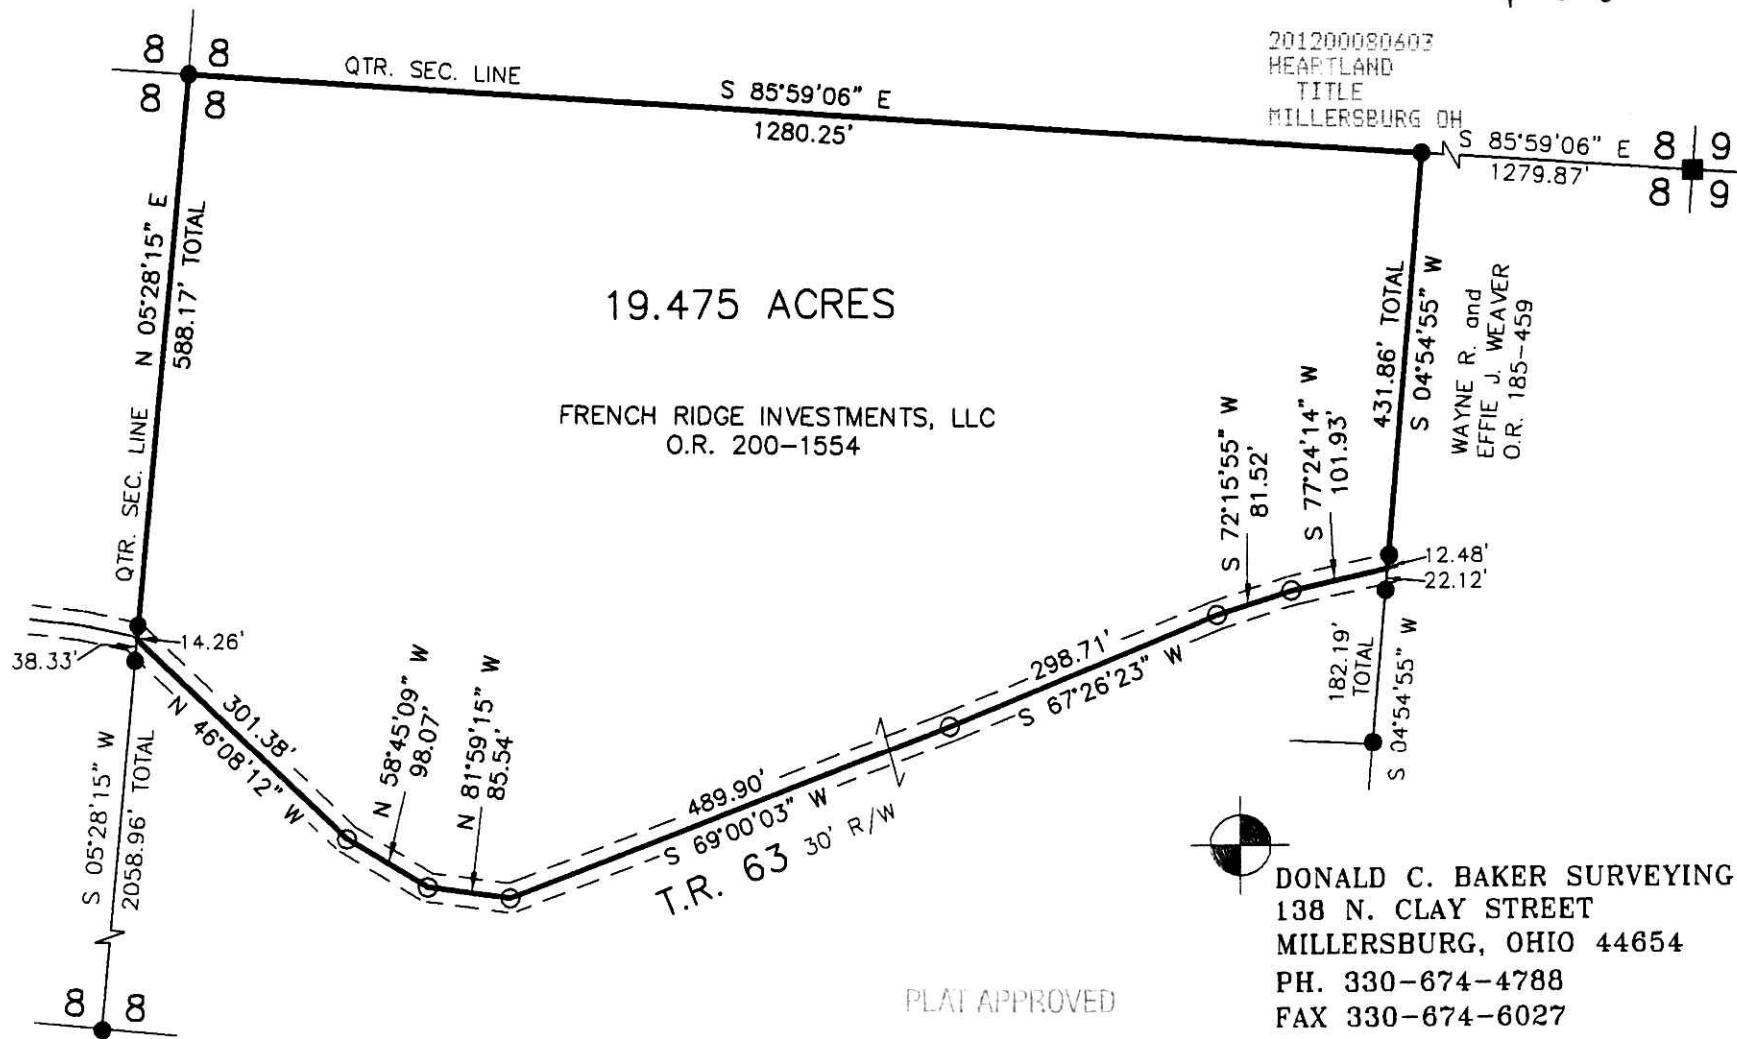 201200080603
HEARTLAND
TITLE
MILLERSBURG OH
8 8
8 8
QTR. SEC. LINE
S 85°59'06" E
1280.25'
S 85°59'06" E
1279.87'
8 9
8 9
QTR. SEC. LINE N 05°28'15" E
588.17' TOTAL
19.475 ACRES
FRENCH RIDGE INVESTMENTS, LLC
O.R. 200-1554
431.86' TOTAL
S 04°54'55" W
WAYNE R. and
EFFIE J. WEAVER
O.R. 185-459
S 72°15'55" W
81.52'
S 77°24'14" W
101.93'
12.48'
22.12'
182.19'
TOTAL
S 04°54'55" W
14.26'
38.33'
301.38'
N 46°08'12" W
N 58°45'09" W
98.07'
N 81°59'15" W
85.54'
489.90'
S 69°00'03" W
298.71'
S 67°26'23" W
T.R. 63 30' R/W
S 05°28'15" W
2058.96' TOTAL
8 8
PLAT APPROVED
DONALD C. BAKER SURVEYING
138 N. CLAY STREET
MILLERSBURG, OHIO 44654
PH. 330-674-4788
FAX 330-674-6027